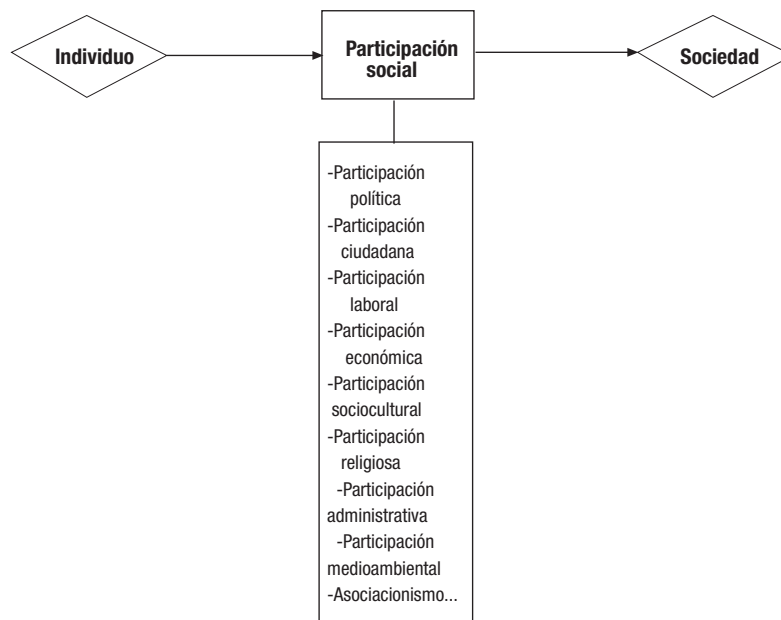 Individuo
Participación
social
Sociedad
-Participación
política
-Participación
ciudadana
-Participación
laboral
-Participación
económica
-Participación
sociocultural
-Participación
religiosa
-Participación
administrativa
-Participación
medioambiental
-Asociacionismo...